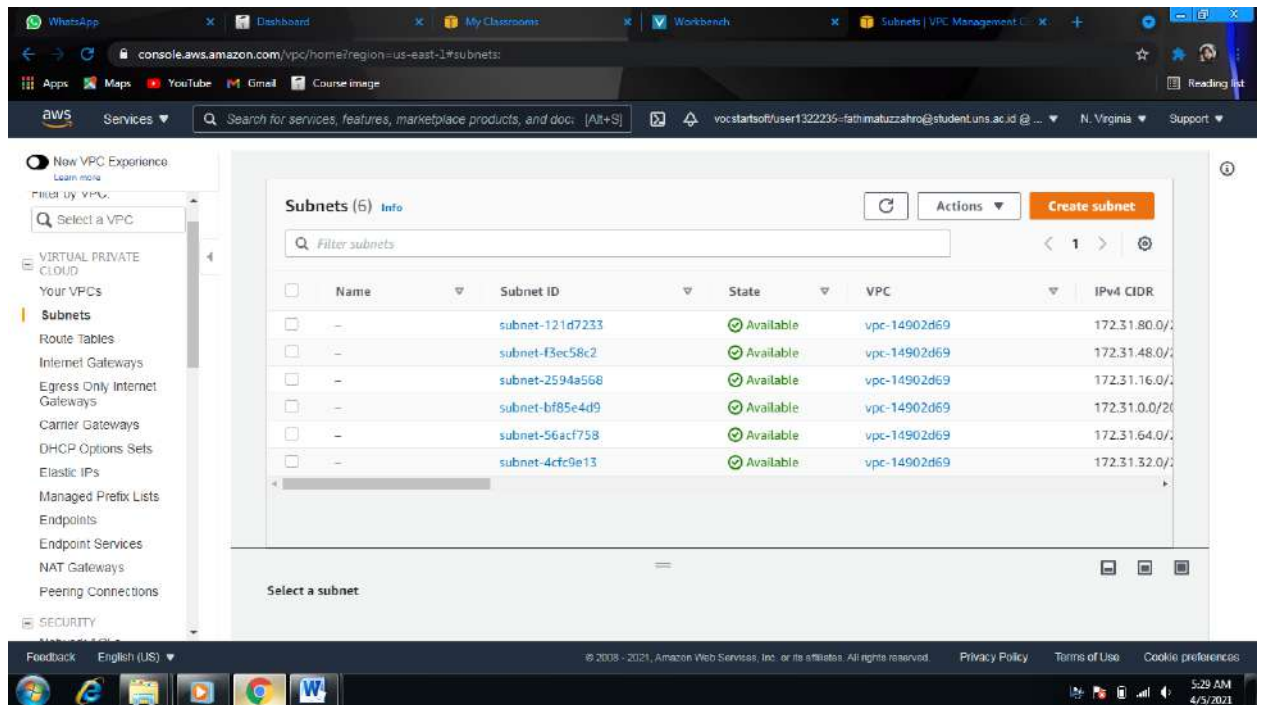 WhatsApp Dashboard My Classrooms Workbench Subnets | VPC Management C
console.aws.amazon.com/vpc/home?region=us-east-1#subnets:
Apps Maps YouTube Gmail Course image Reading list
aws Services ▼ Search for services, features, marketplace products, and doc: [Alt+S] vocstartsoft/user1322235=fathimatuzzahro@student.uns.ac.id @ ... ▼ N. Virginia ▼ Support ▼
New VPC Experience
Learn more
Filter by VPC:
Select a VPC
VIRTUAL PRIVATE
CLOUD
Your VPCs
Subnets
Route Tables
Internet Gateways
Egress Only Internet
Gateways
Carrier Gateways
DHCP Options Sets
Elastic IPs
Managed Prefix Lists
Endpoints
Endpoint Services
NAT Gateways
Peering Connections
SECURITY
Subnets (6) Info Actions ▼ Create subnet
Filter subnets < 1 >
Name Subnet ID State VPC IPv4 CIDR
– subnet-121d7233 Available vpc-14902d69 172.31.80.0/2
– subnet-f3ec58c2 Available vpc-14902d69 172.31.48.0/2
– subnet-2594a568 Available vpc-14902d69 172.31.16.0/2
– subnet-bf85e4d9 Available vpc-14902d69 172.31.0.0/20
– subnet-56acf758 Available vpc-14902d69 172.31.64.0/2
– subnet-4cfc9e13 Available vpc-14902d69 172.31.32.0/2
Select a subnet
Feedback English (US) ▼ © 2008 - 2021, Amazon Web Services, Inc. or its affiliates. All rights reserved. Privacy Policy Terms of Use Cookie preferences
5:29 AM
4/5/2021